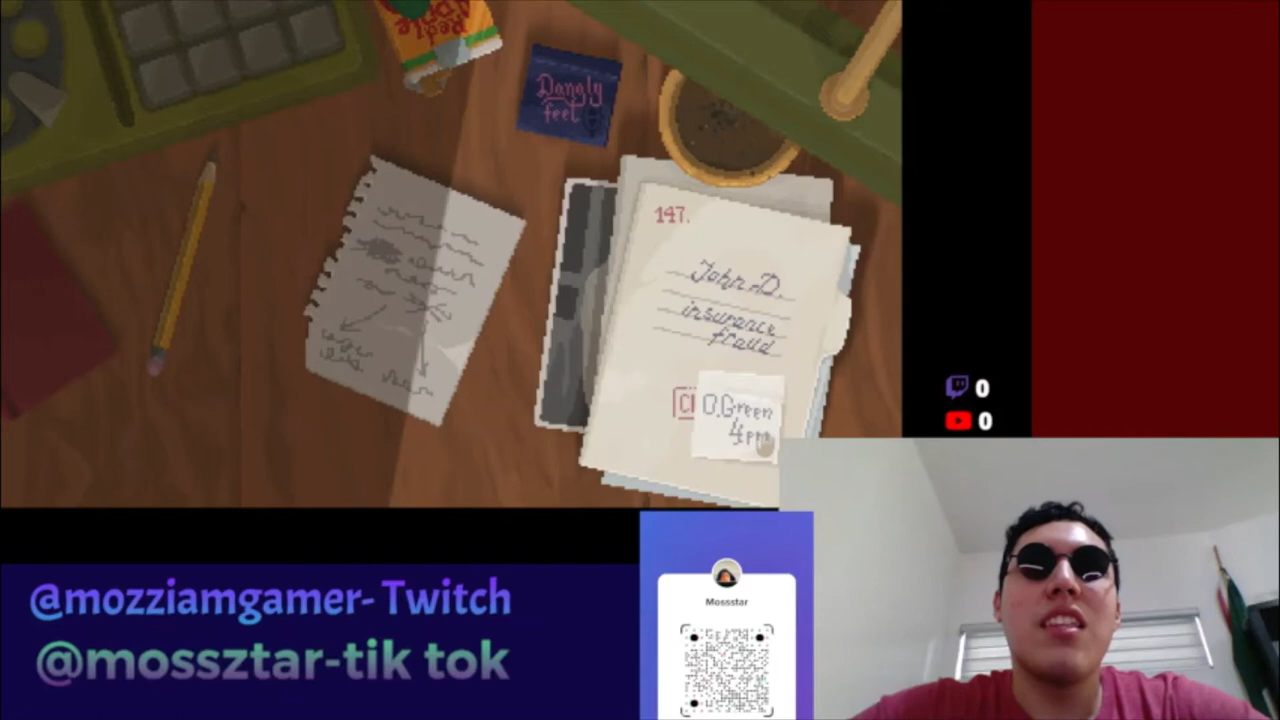 Dangly
feet
147.
John D.
insurance
fraud
O.Green
4pm
0
0
@mozziamgamer- Twitch
@mossztar-tik tok
Mossstar